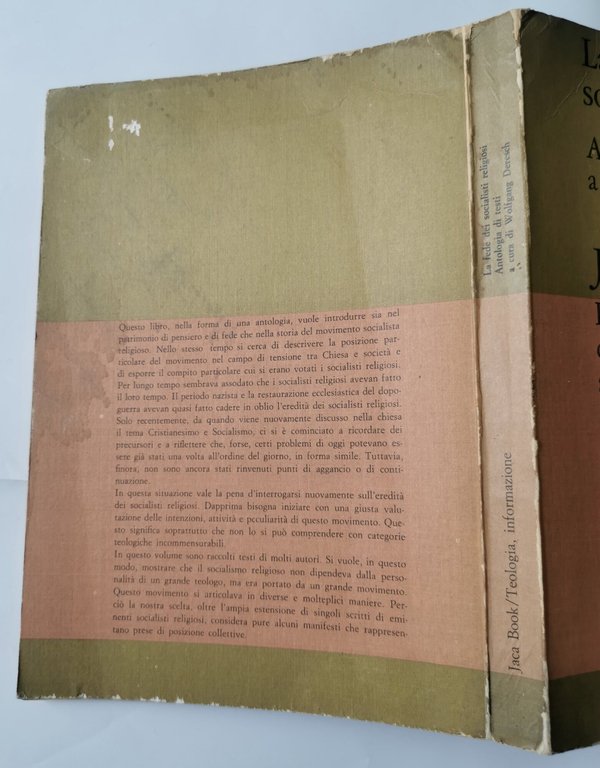 Questo libro, nella forma di una antologia, vuole introdurre sia nel
patrimonio di pensiero e di fede che nella storia del movimento socialista
religioso. Nello stesso tempo si cerca di descrivere la posizione par-
ticolare del movimento nel campo di tensione tra Chiesa e società e
di esporre il compito particolare cui si erano votati i socialisti religiosi.
Per lungo tempo sembrava assodato che i socialisti religiosi avevan fatto
il loro tempo. Il periodo nazista e la restaurazione ecclesiastica del dopo-
guerra avevan quasi fatto cadere in oblio l'eredità dei socialisti religiosi.
Solo recentemente, da quando viene nuovamente discusso nella chiesa
il tema Cristianesimo e Socialismo, ci si è cominciato a ricordare dei
precursori e a riflettere che, forse, certi problemi di oggi potevano es-
sere già stati una volta all'ordine del giorno, in forma simile. Tuttavia,
finora, non sono ancora stati rinvenuti punti di aggancio o di conti-
nuazione.
In questa situazione vale la pena d'interrogarsi nuovamente sull'eredità
dei socialisti religiosi. Dapprima bisogna iniziare con una giusta valu-
tazione delle intenzioni, attività e peculiarità di questo movimento. Que-
sto significa soprattutto che non lo si può comprendere con categorie
teologiche incommensurabili.
In questo volume sono raccolti testi di molti autori. Si vuole, in questo
modo, mostrare che il socialismo religioso non dipendeva dalla perso-
nalità di un grande teologo, ma era portato da un grande movimento.
Questo movimento si articolava in diverse e molteplici maniere. Per-
ciò la nostra scelta, oltre l'ampia estensione di singoli scritti di emi-
nenti socialisti religiosi, considera pure alcuni manifesti che rappresen-
tano prese di posizione collettive.
La fede dei socialisti religiosi
Antologia di testi
a cura di Wolfgang Deresch
Jaca Book/Teologia, informazione
La
so
A
a
J